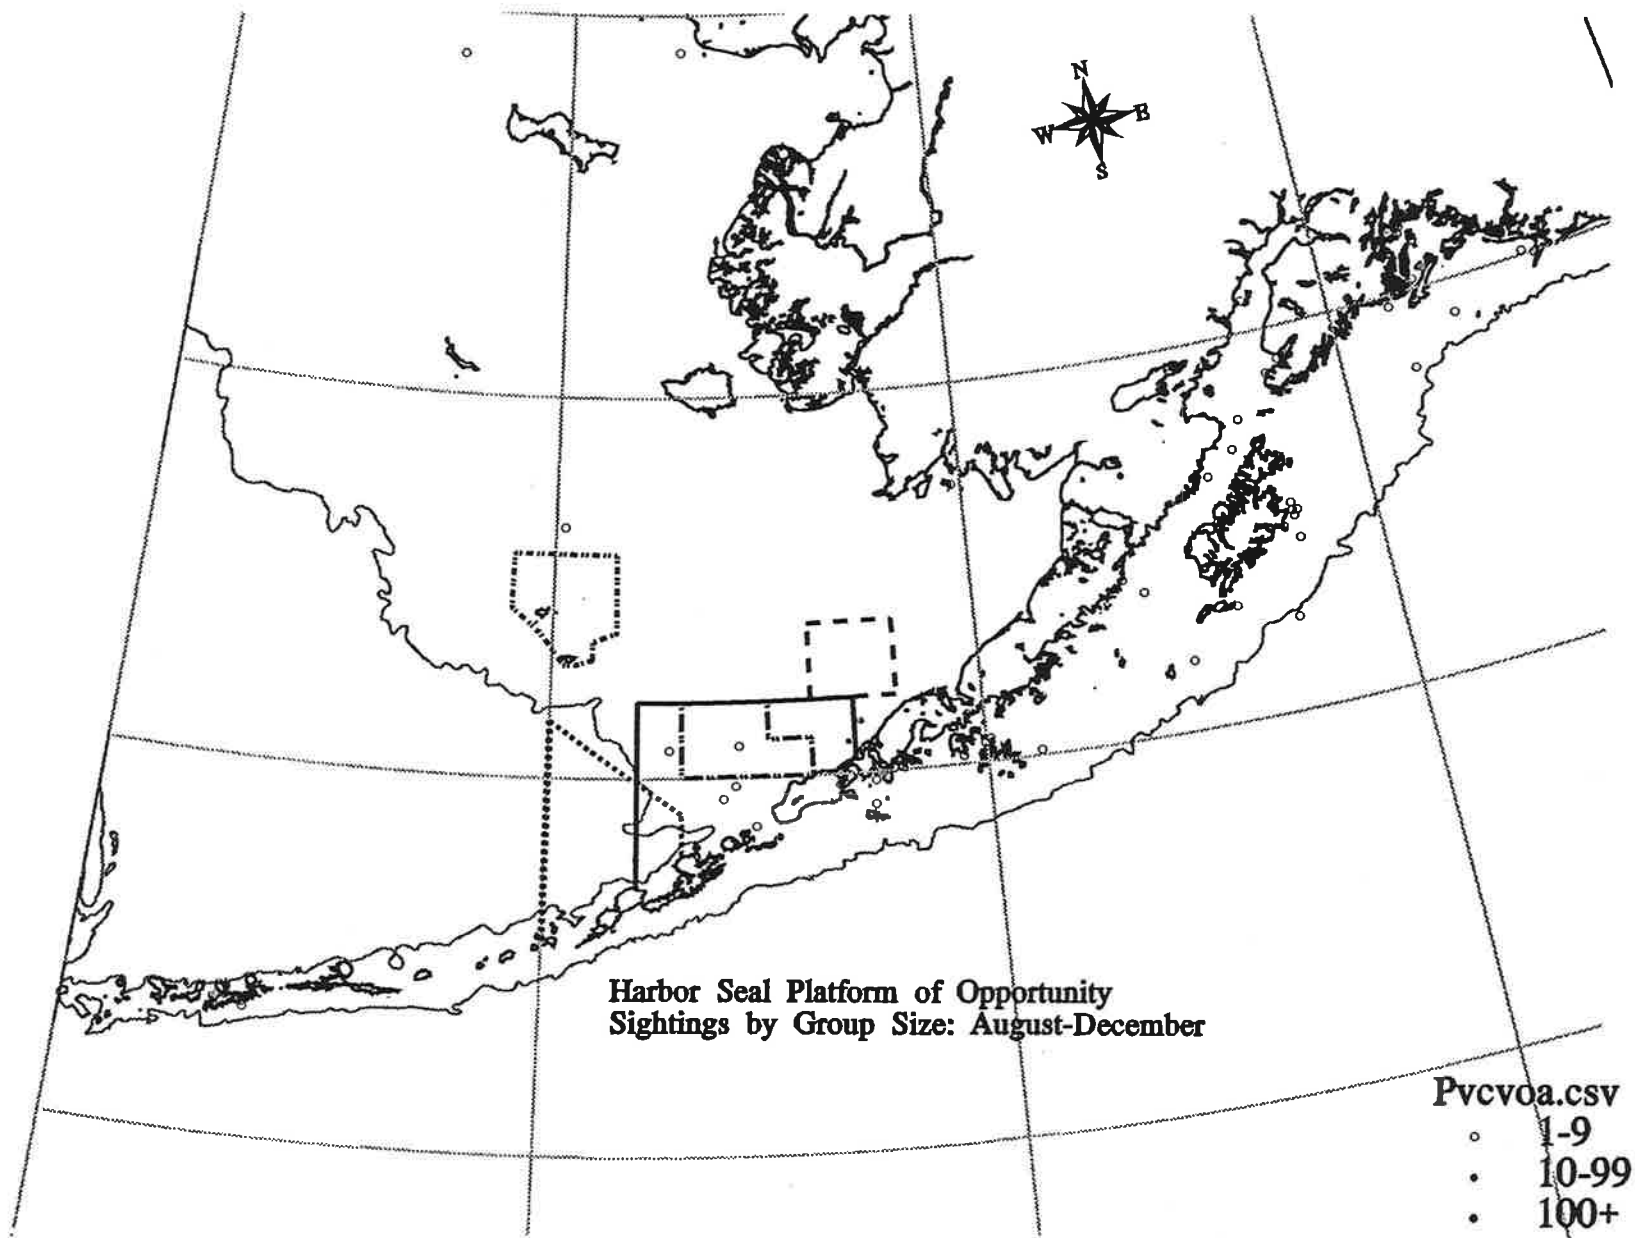 N
W E
S
Harbor Seal Platform of Opportunity
Sightings by Group Size: August-December
Pvcvoa.csv
1-9
10-99
100+